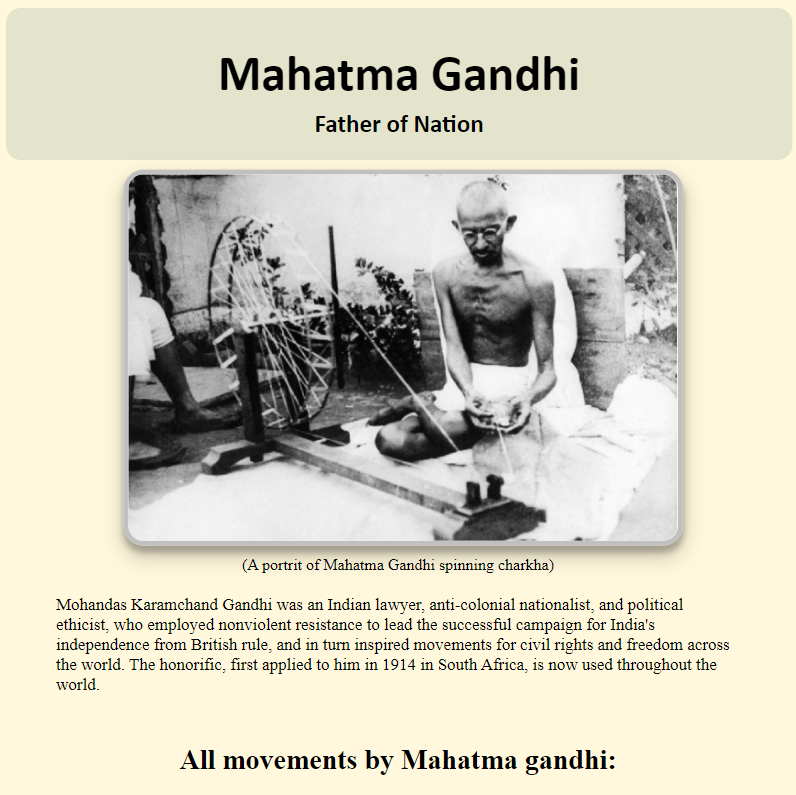 Mahatma Gandhi
Father of Nation
(A portrit of Mahatma Gandhi spinning charkha)
Mohandas Karamchand Gandhi was an Indian lawyer, anti-colonial nationalist, and political
ethicist, who employed nonviolent resistance to lead the successful campaign for India's
independence from British rule, and in turn inspired movements for civil rights and freedom across
the world. The honorific, first applied to him in 1914 in South Africa, is now used throughout the
world.
All movements by Mahatma gandhi: